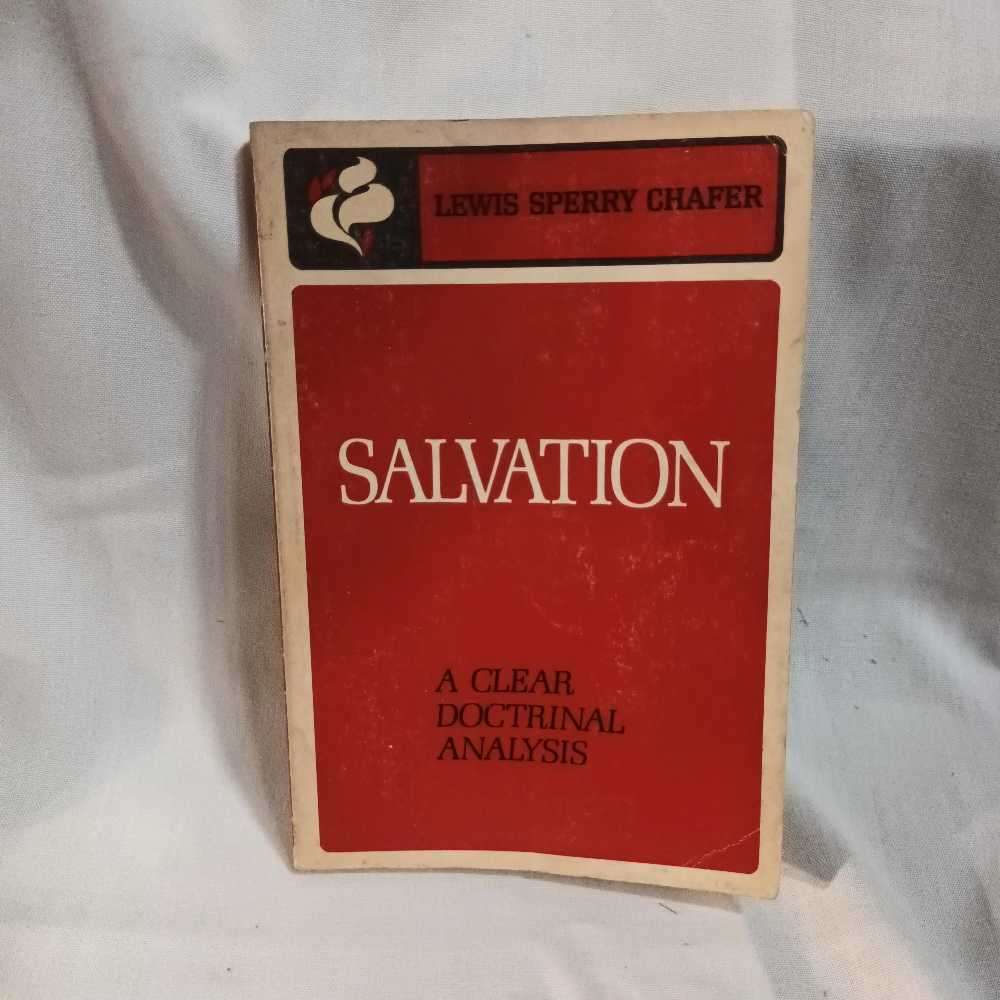 LEWIS SPERRY CHAFER
SALVATION
A CLEAR
DOCTRINAL
ANALYSIS